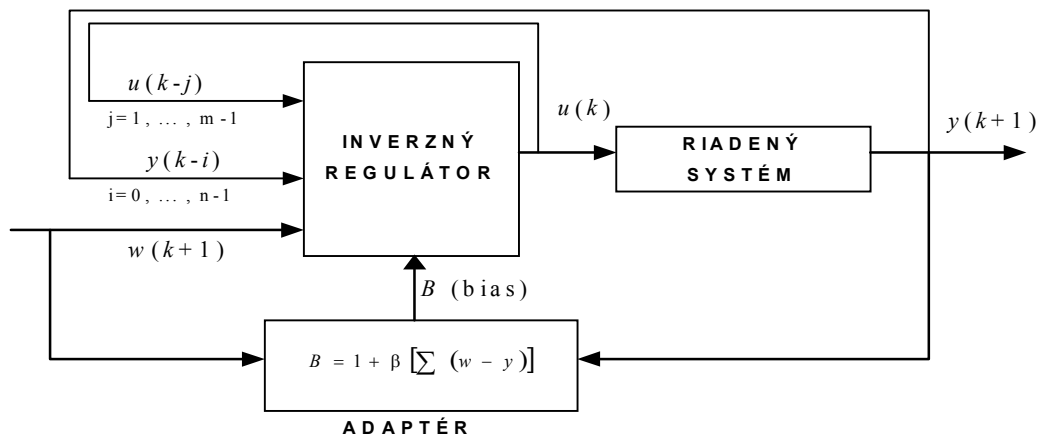 u(k-j)
j=1, ..., m-1
y(k-i)
i=0, ..., n-1
w(k+1)
INVERZNÝ
REGULÁTOR
u(k)
RIADENÝ
SYSTÉM
y(k+1)
B (bias)
B = 1 + β [∑ (w − y)]
ADAPTÉR